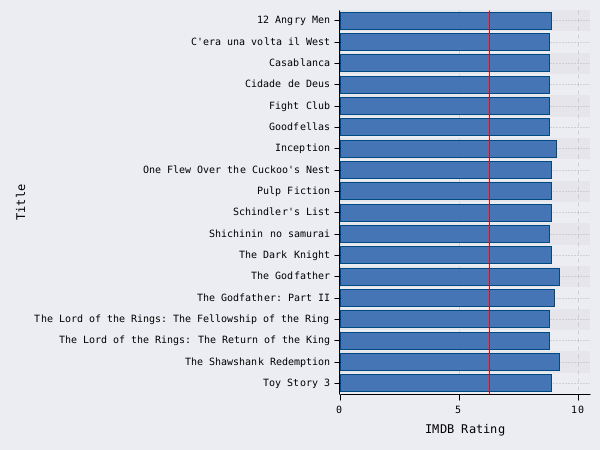 12 Angry Men
C'era una volta il West
Casablanca
Cidade de Deus
Fight Club
Goodfellas
Inception
One Flew Over the Cuckoo's Nest
Pulp Fiction
Schindler's List
Shichinin no samurai
The Dark Knight
The Godfather
The Godfather: Part II
The Lord of the Rings: The Fellowship of the Ring
The Lord of the Rings: The Return of the King
The Shawshank Redemption
Toy Story 3
Title
0 5 10
IMDB Rating